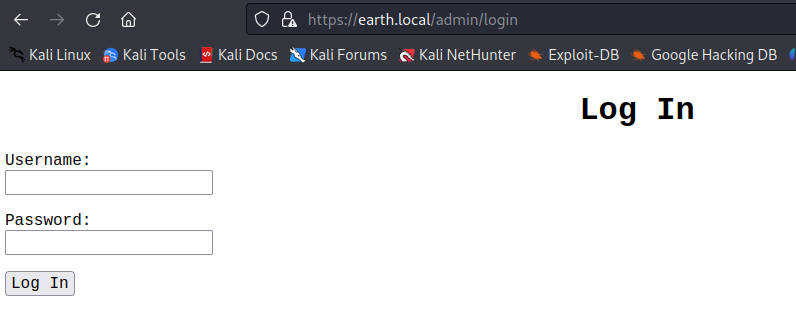 https://earth.local/admin/login
Kali Linux Kali Tools Kali Docs Kali Forums Kali NetHunter Exploit-DB Google Hacking DB
Log In
Username:
Password:
Log In